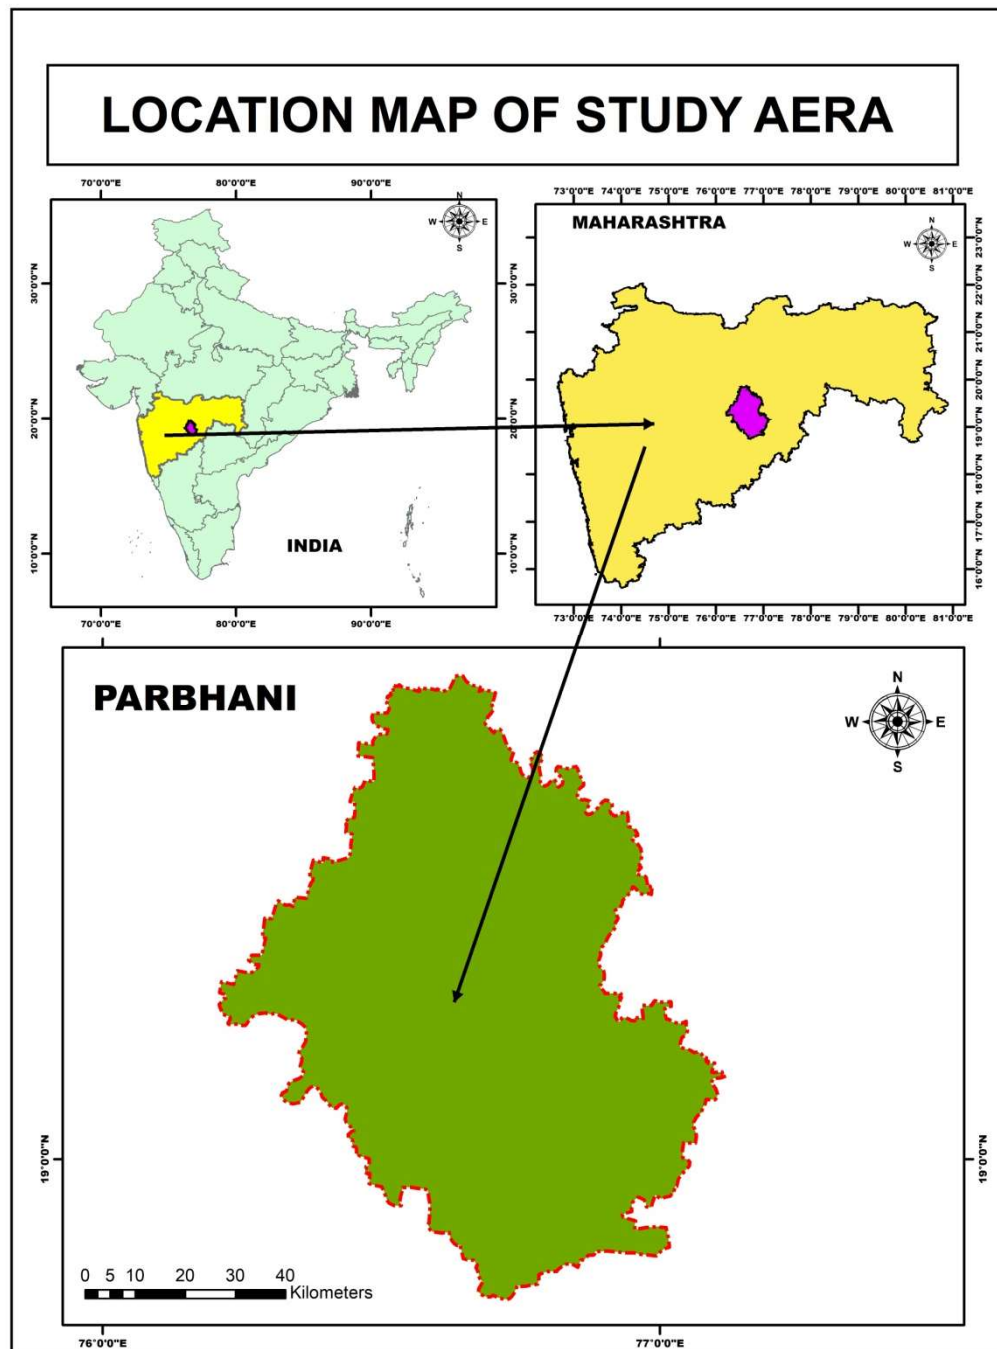 LOCATION MAP OF STUDY AERA
70°0'0"E 80°0'0"E 90°0'0"E
N
W E
S
30°0'0"N 30°0'0"N
20°0'0"N 20°0'0"N
10°0'0"N 10°0'0"N
INDIA
70°0'0"E 80°0'0"E 90°0'0"E
73°0'0"E 74°0'0"E 75°0'0"E 76°0'0"E 77°0'0"E 78°0'0"E 79°0'0"E 80°0'0"E 81°0'0"E
MAHARASHTRA
N
W E
S
23°0'0"N
22°0'0"N
21°0'0"N
20°0'0"N
19°0'0"N
18°0'0"N
17°0'0"N
16°0'0"N
73°0'0"E 74°0'0"E 75°0'0"E 76°0'0"E 77°0'0"E 78°0'0"E 79°0'0"E 80°0'0"E 81°0'0"E
PARBHANI
N
W E
S
19°0'0"N 19°0'0"N
0 5 10 20 30 40
Kilometers
76°0'0"E 77°0'0"E